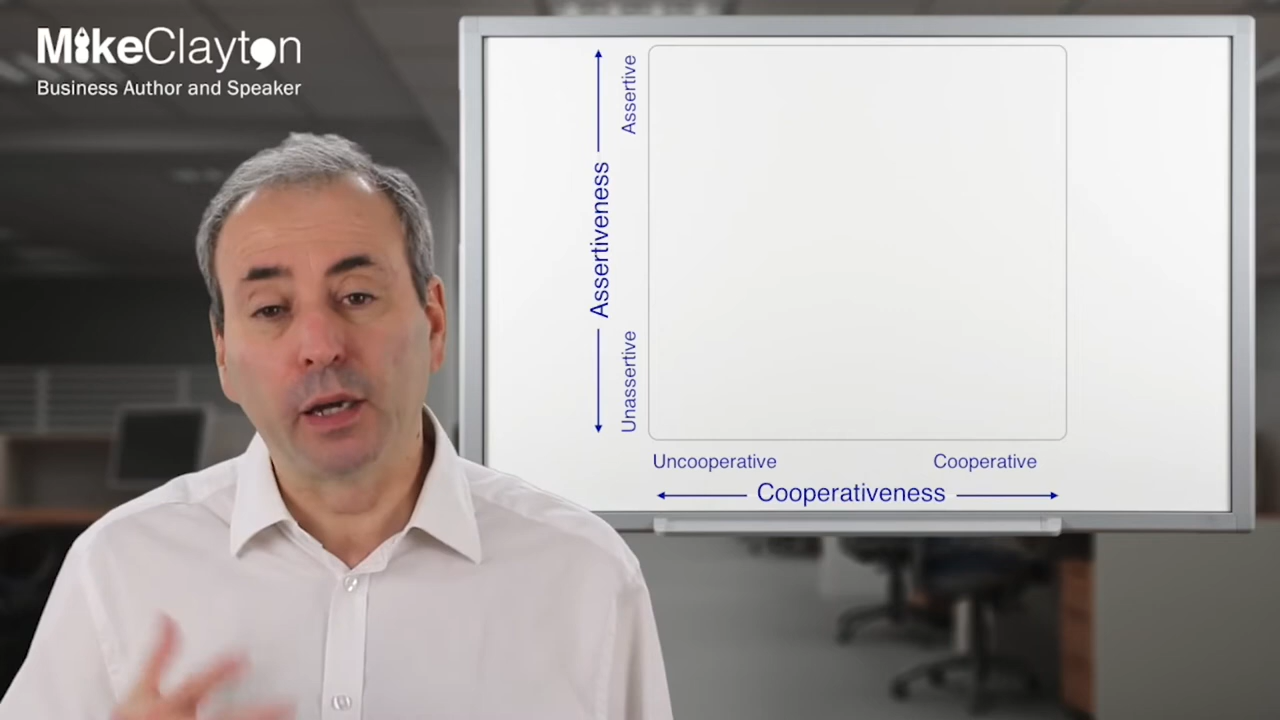 MikeClayton
Business Author and Speaker
Assertive
Assertiveness
Unassertive
Uncooperative
Cooperative
Cooperativeness